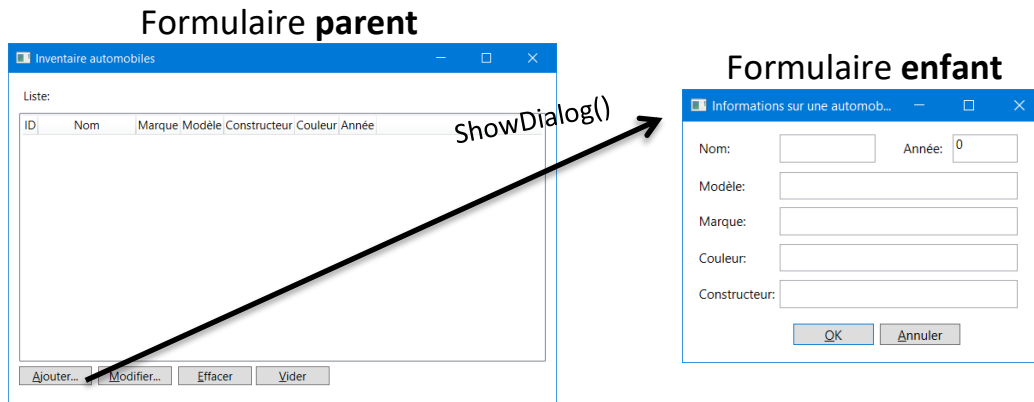 Formulaire parent
Inventaire automobiles
Liste:
ID Nom Marque Modèle Constructeur Couleur Année
Ajouter... Modifier... Effacer Vider
ShowDialog()
Formulaire enfant
Informations sur une automob...
Nom: Année: 0
Modèle:
Marque:
Couleur:
Constructeur:
OK Annuler